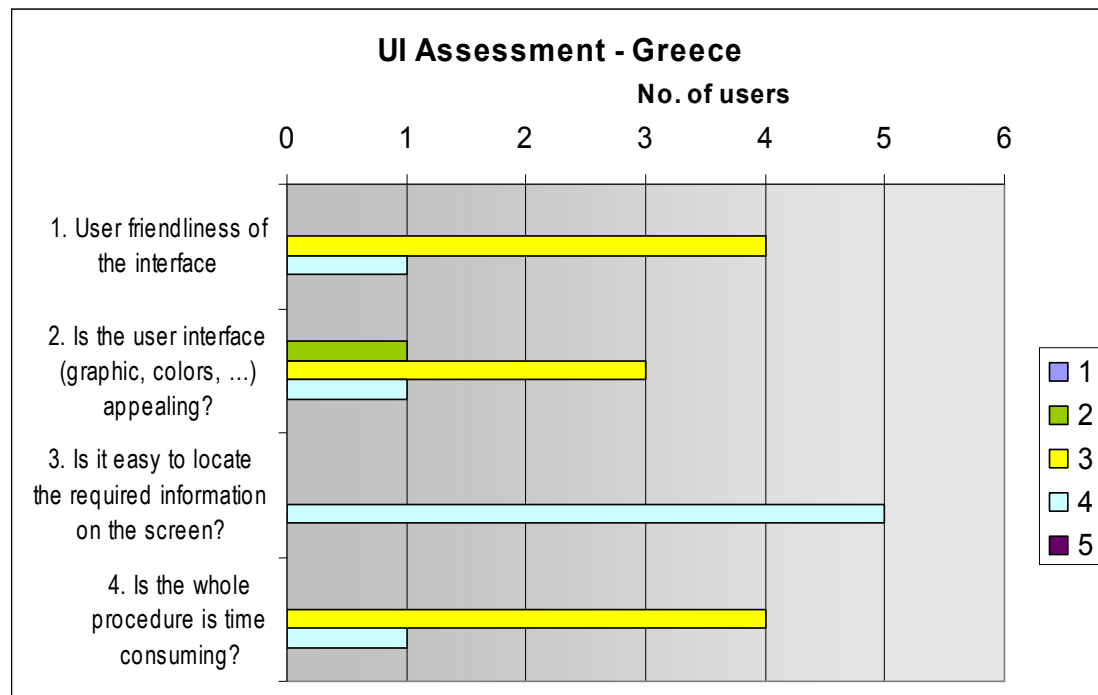 UI Assessment - Greece
No. of users
0 1 2 3 4 5 6
1. User friendliness of
the interface
2. Is the user interface
(graphic, colors, ...)
appealing?
3. Is it easy to locate
the required information
on the screen?
4. Is the whole
procedure is time
consuming?
1
2
3
4
5